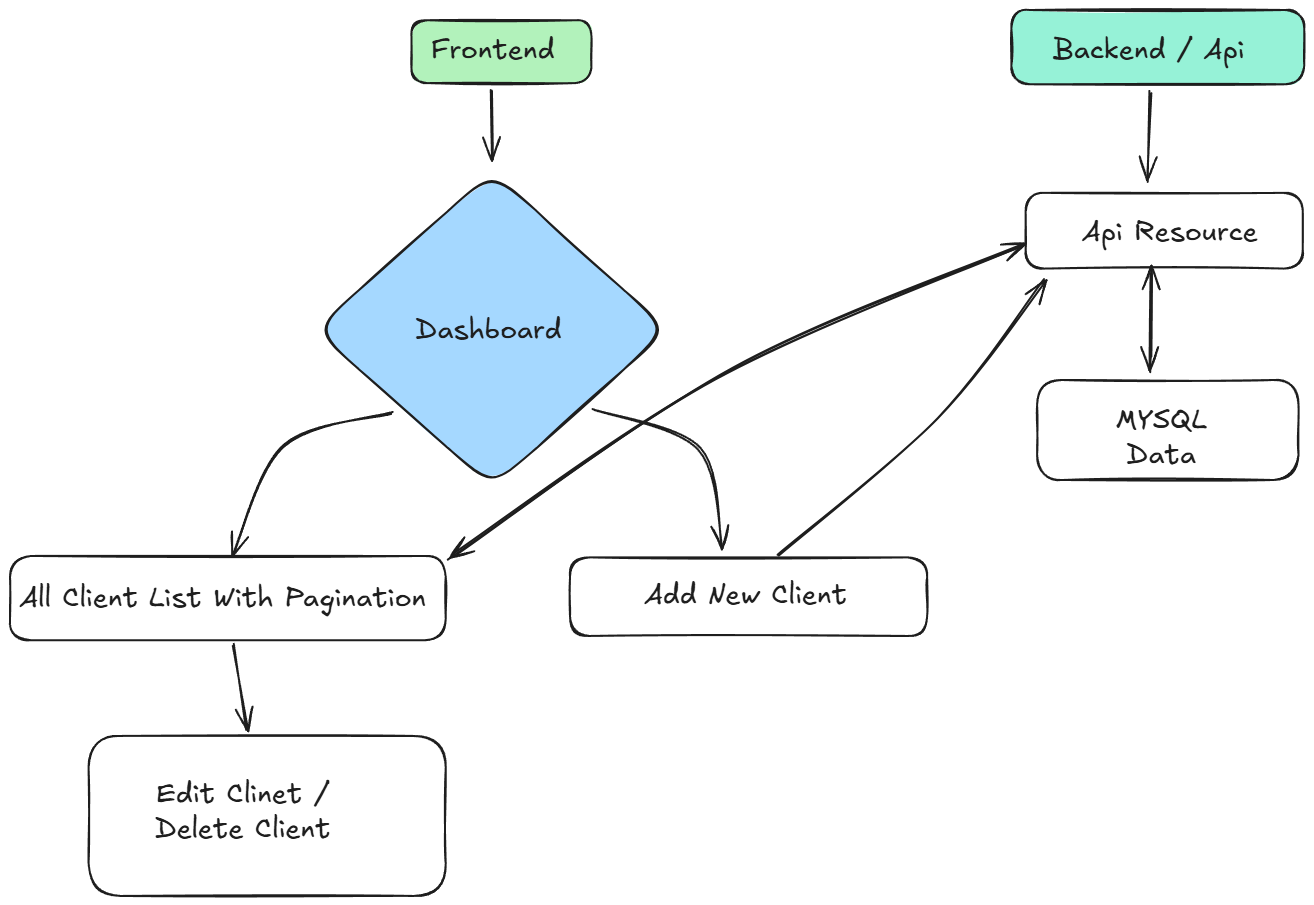 Frontend
Backend / Api
Api Resource
Dashboard
MYSQL
Data
All Client List With Pagination
Add New Client
Edit Clinet /
Delete Client